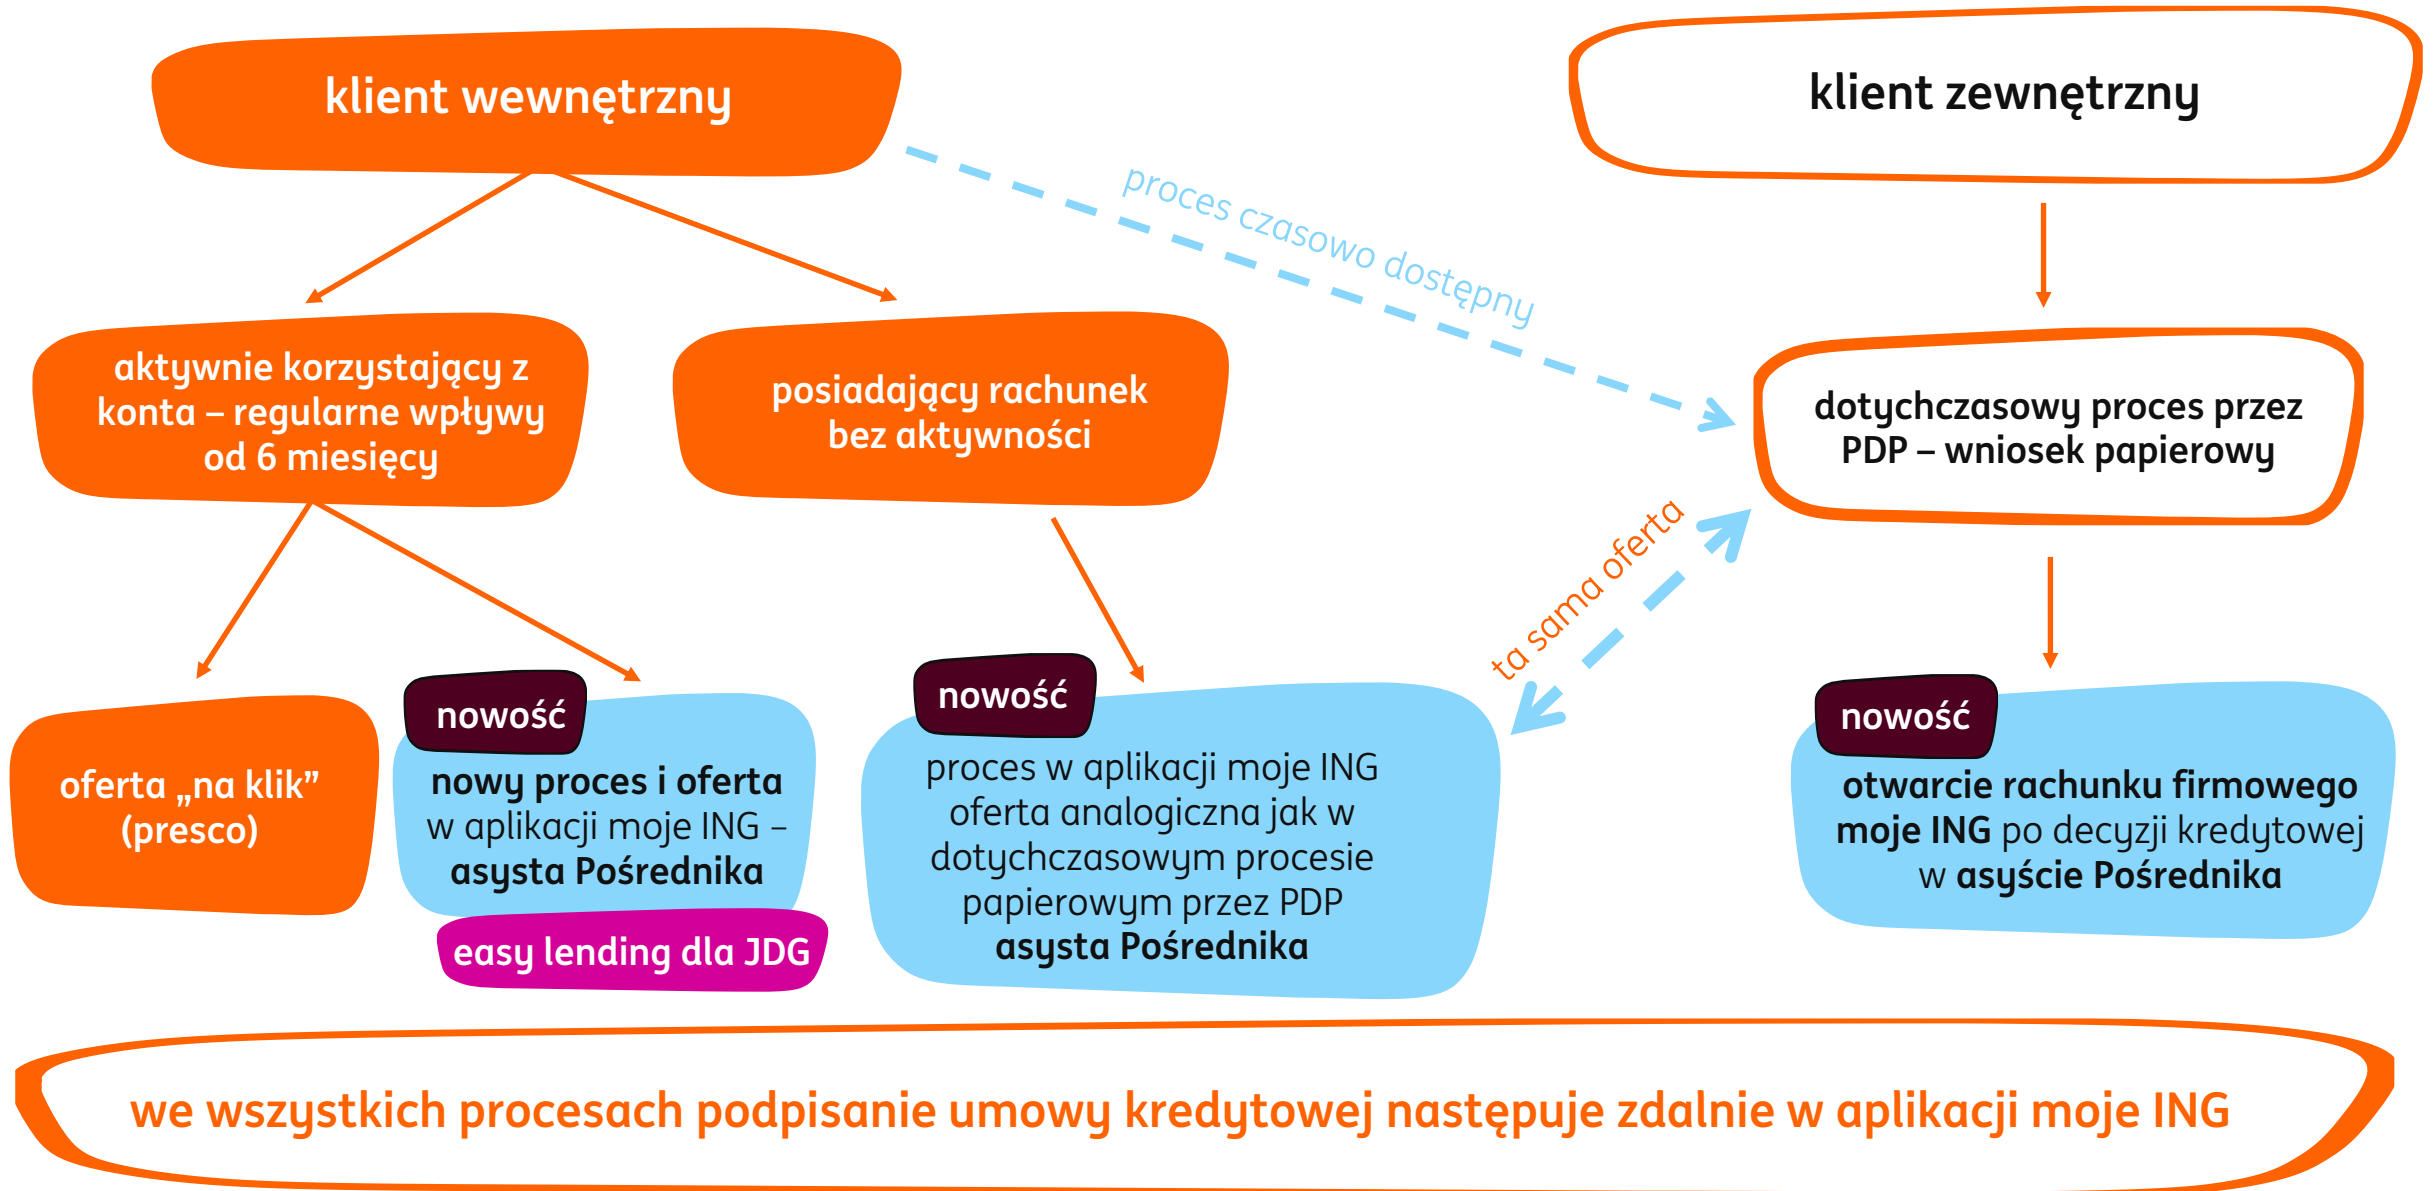 klient wewnętrzny
klient zewnętrzny
proces czasowo dostępny
aktywnie korzystający z
konta – regularne wpływy
od 6 miesięcy
posiadający rachunek
bez aktywności
dotychczasowy proces przez
PDP – wniosek papierowy
ta sama oferta
oferta „na klik”
(presco)
nowość
nowy proces i oferta
w aplikacji moje ING –
asysta Pośrednika
easy lending dla JDG
nowość
proces w aplikacji moje ING
oferta analogiczna jak w
dotychczasowym procesie
papierowym przez PDP
asysta Pośrednika
nowość
otwarcie rachunku firmowego
moje ING po decyzji kredytowej
w asyście Pośrednika
we wszystkich procesach podpisanie umowy kredytowej następuje zdalnie w aplikacji moje ING